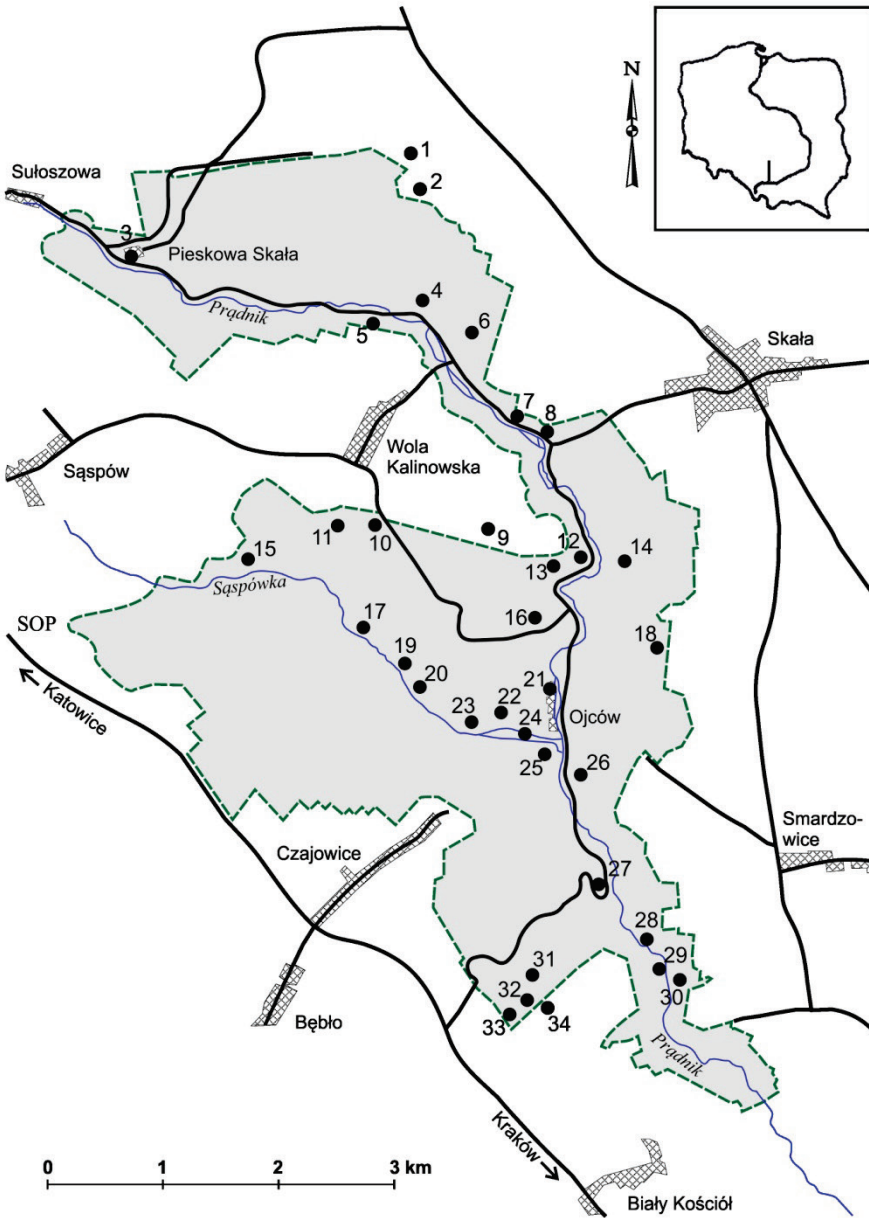 N
1
2
Sułoszowa
3
Pieskowa Skała
4
Prądnik
5
6
Skała
7
8
Wola
Kalinowska
Sąspów
9
10
11
12
13
14
15
Sąspówka
16
SOP
17
18
19
20
21
22
Ojców
23
24
25
26
← Katowice
Smardzo-
wice
Czajowice
27
28
29
30
31
32
33
34
Bębło
Prądnik
Kraków →
0 1 2 3 km
Biały Kościół